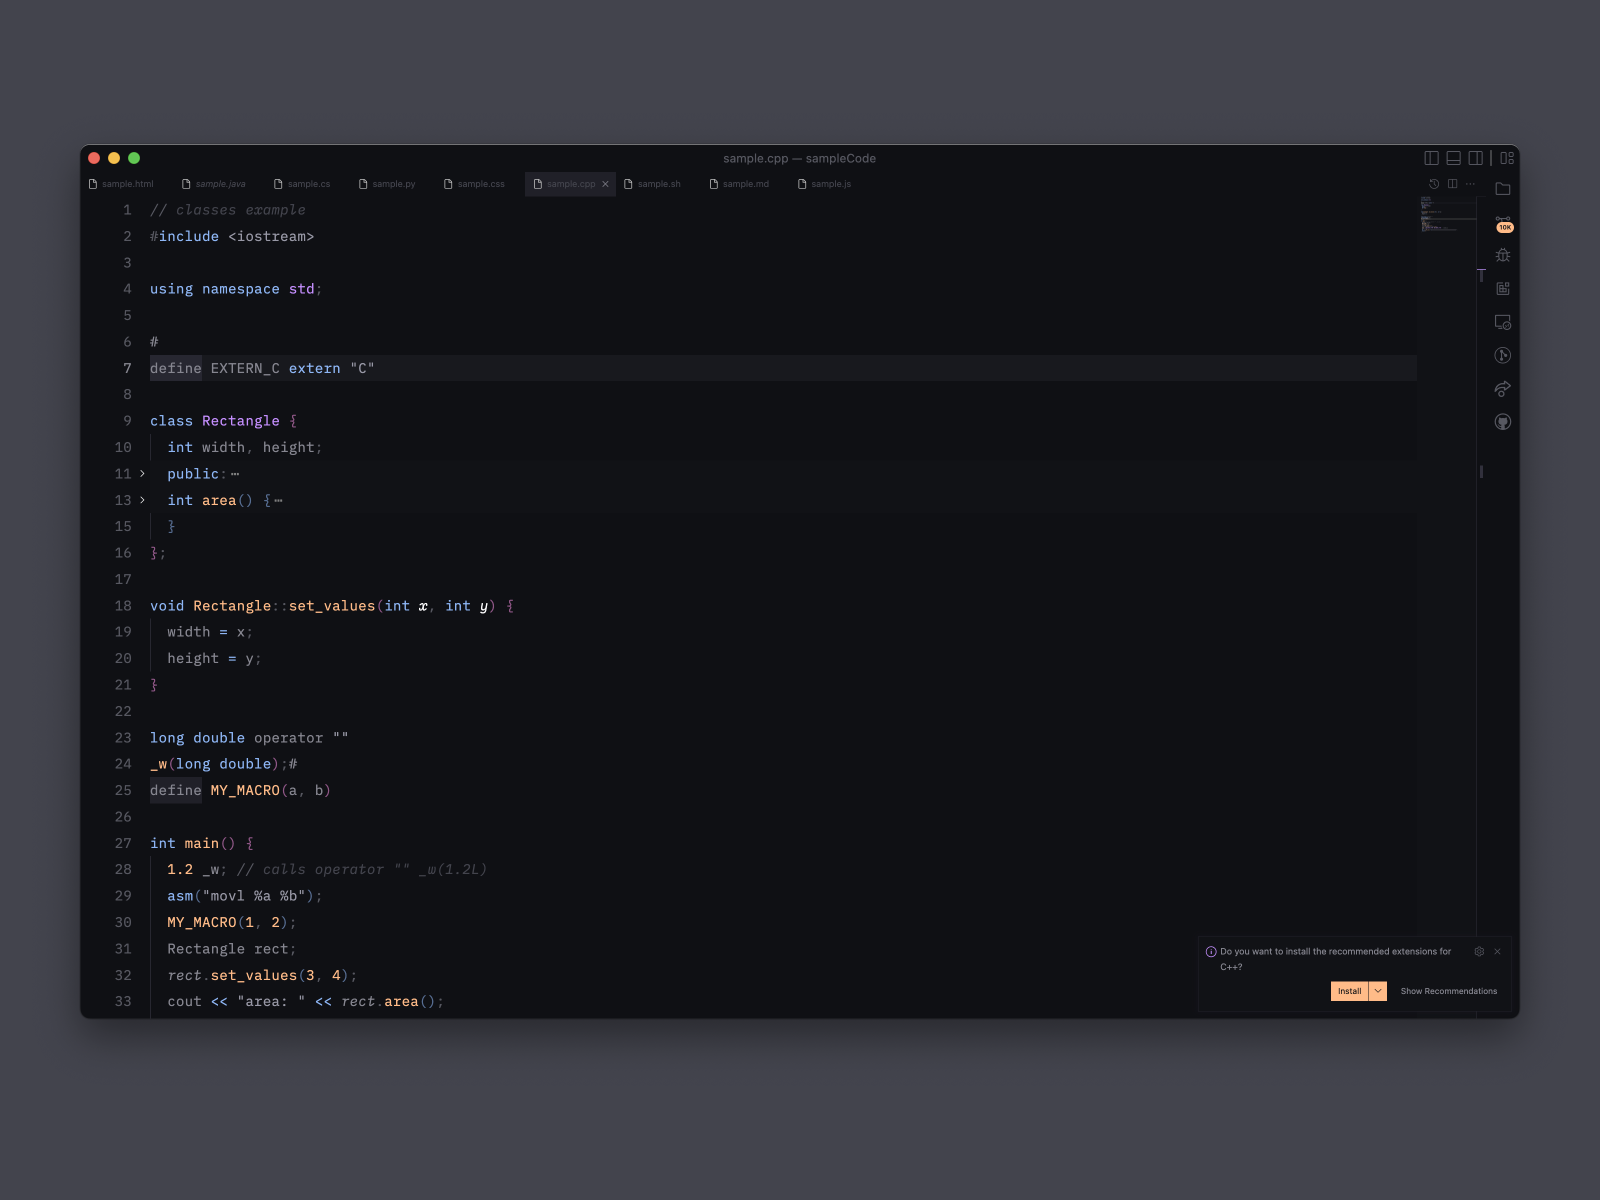 sample.cpp — sampleCode
sample.html sample.java sample.cs sample.py sample.css sample.cpp sample.sh sample.md sample.js
1 // classes example
2 #include <iostream>
3
4 using namespace std;
5
6 #
7 define EXTERN_C extern "C"
8
9 class Rectangle {
10 int width, height;
11 public:⋯
13 int area() {⋯
15 }
16 };
17
18 void Rectangle::set_values(int x, int y) {
19 width = x;
20 height = y;
21 }
22
23 long double operator ""
24 _w(long double);#
25 define MY_MACRO(a, b)
26
27 int main() {
28 1.2 _w; // calls operator "" _w(1.2L)
29 asm("movl %a %b");
30 MY_MACRO(1, 2);
31 Rectangle rect;
32 rect.set_values(3, 4);
33 cout << "area: " << rect.area();
10K
Do you want to install the recommended extensions for
C++?
Install
Show Recommendations